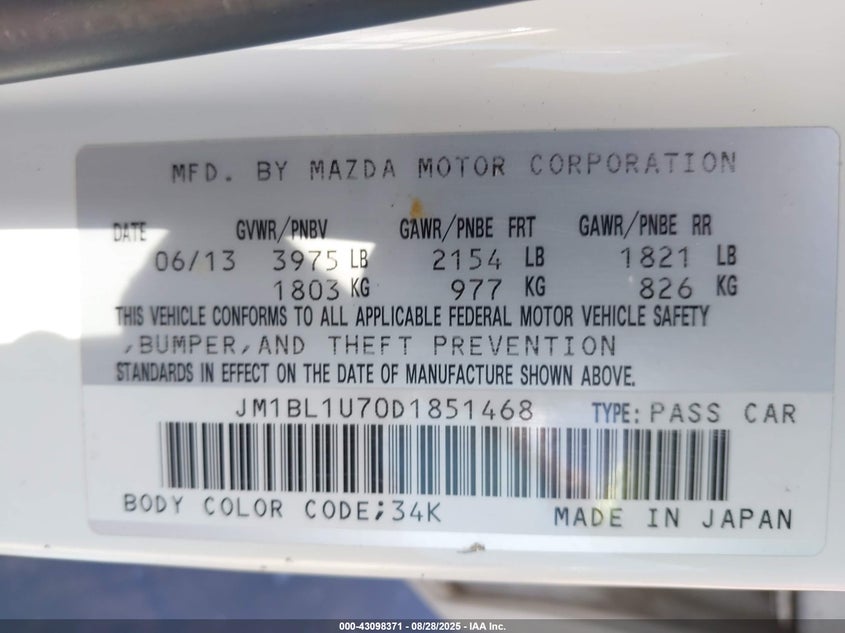 MFD. BY MAZDA MOTOR CORPORATION
DATE GVWR/PNBV GAWR/PNBE FRT GAWR/PNBE RR
06/13 3975 LB 2154 LB 1821 LB
1803 KG 977 KG 826 KG
THIS VEHICLE CONFORMS TO ALL APPLICABLE FEDERAL MOTOR VEHICLE SAFETY
,BUMPER,AND THEFT PREVENTION
STANDARDS IN EFFECT ON THE DATE OF MANUFACTURE SHOWN ABOVE.
JM1BL1U70D1851468 TYPE: PASS CAR
BODY COLOR CODE;34K MADE IN JAPAN
000-43098371 | 08/28/2025 - IAA Inc.